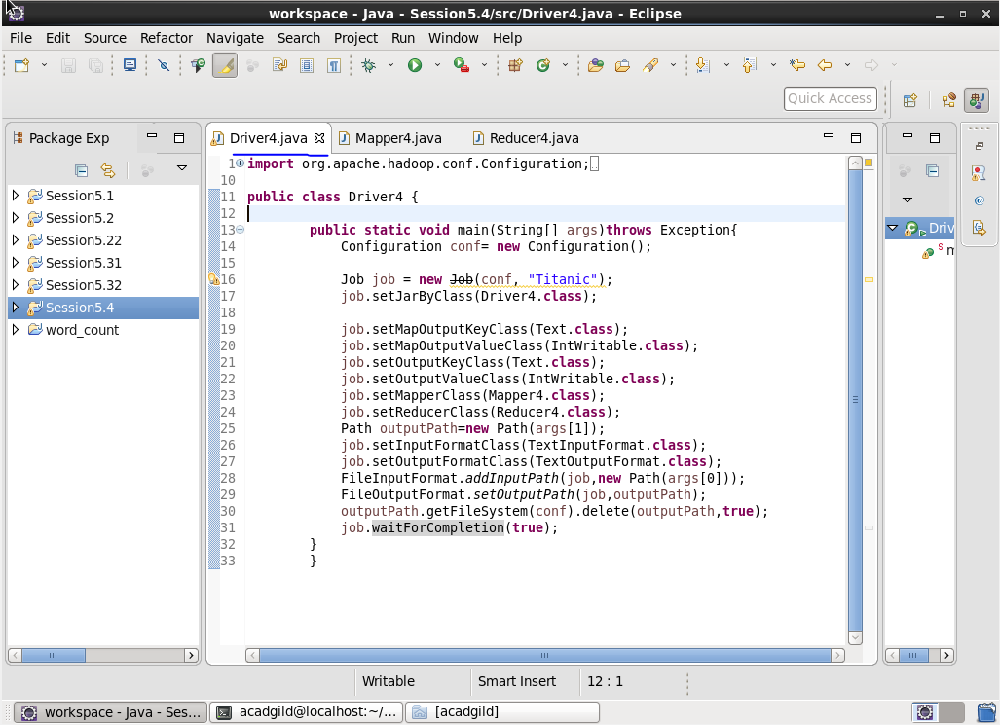 workspace - Java - Session5.4/src/Driver4.java - Eclipse
File Edit Source Refactor Navigate Search Project Run Window Help
Quick Access
Package Exp
Session5.1
Session5.2
Session5.22
Session5.31
Session5.32
Session5.4
word_count
Driver4.java Mapper4.java Reducer4.java
1 import org.apache.hadoop.conf.Configuration;
10
11 public class Driver4 {
12
13 public static void main(String[] args)throws Exception{
14 Configuration conf= new Configuration();
15
16 Job job = new Job(conf, "Titanic");
17 job.setJarByClass(Driver4.class);
18
19 job.setMapOutputKeyClass(Text.class);
20 job.setMapOutputValueClass(IntWritable.class);
21 job.setOutputKeyClass(Text.class);
22 job.setOutputValueClass(IntWritable.class);
23 job.setMapperClass(Mapper4.class);
24 job.setReducerClass(Reducer4.class);
25 Path outputPath=new Path(args[1]);
26 job.setInputFormatClass(TextInputFormat.class);
27 job.setOutputFormatClass(TextOutputFormat.class);
28 FileInputFormat.addInputPath(job,new Path(args[0]));
29 FileOutputFormat.setOutputPath(job,outputPath);
30 outputPath.getFileSystem(conf).delete(outputPath,true);
31 job.waitForCompletion(true);
32 }
33 }
Driv
Writable Smart Insert 12 : 1
workspace - Java - Ses... acadgild@localhost:~/... [acadgild]